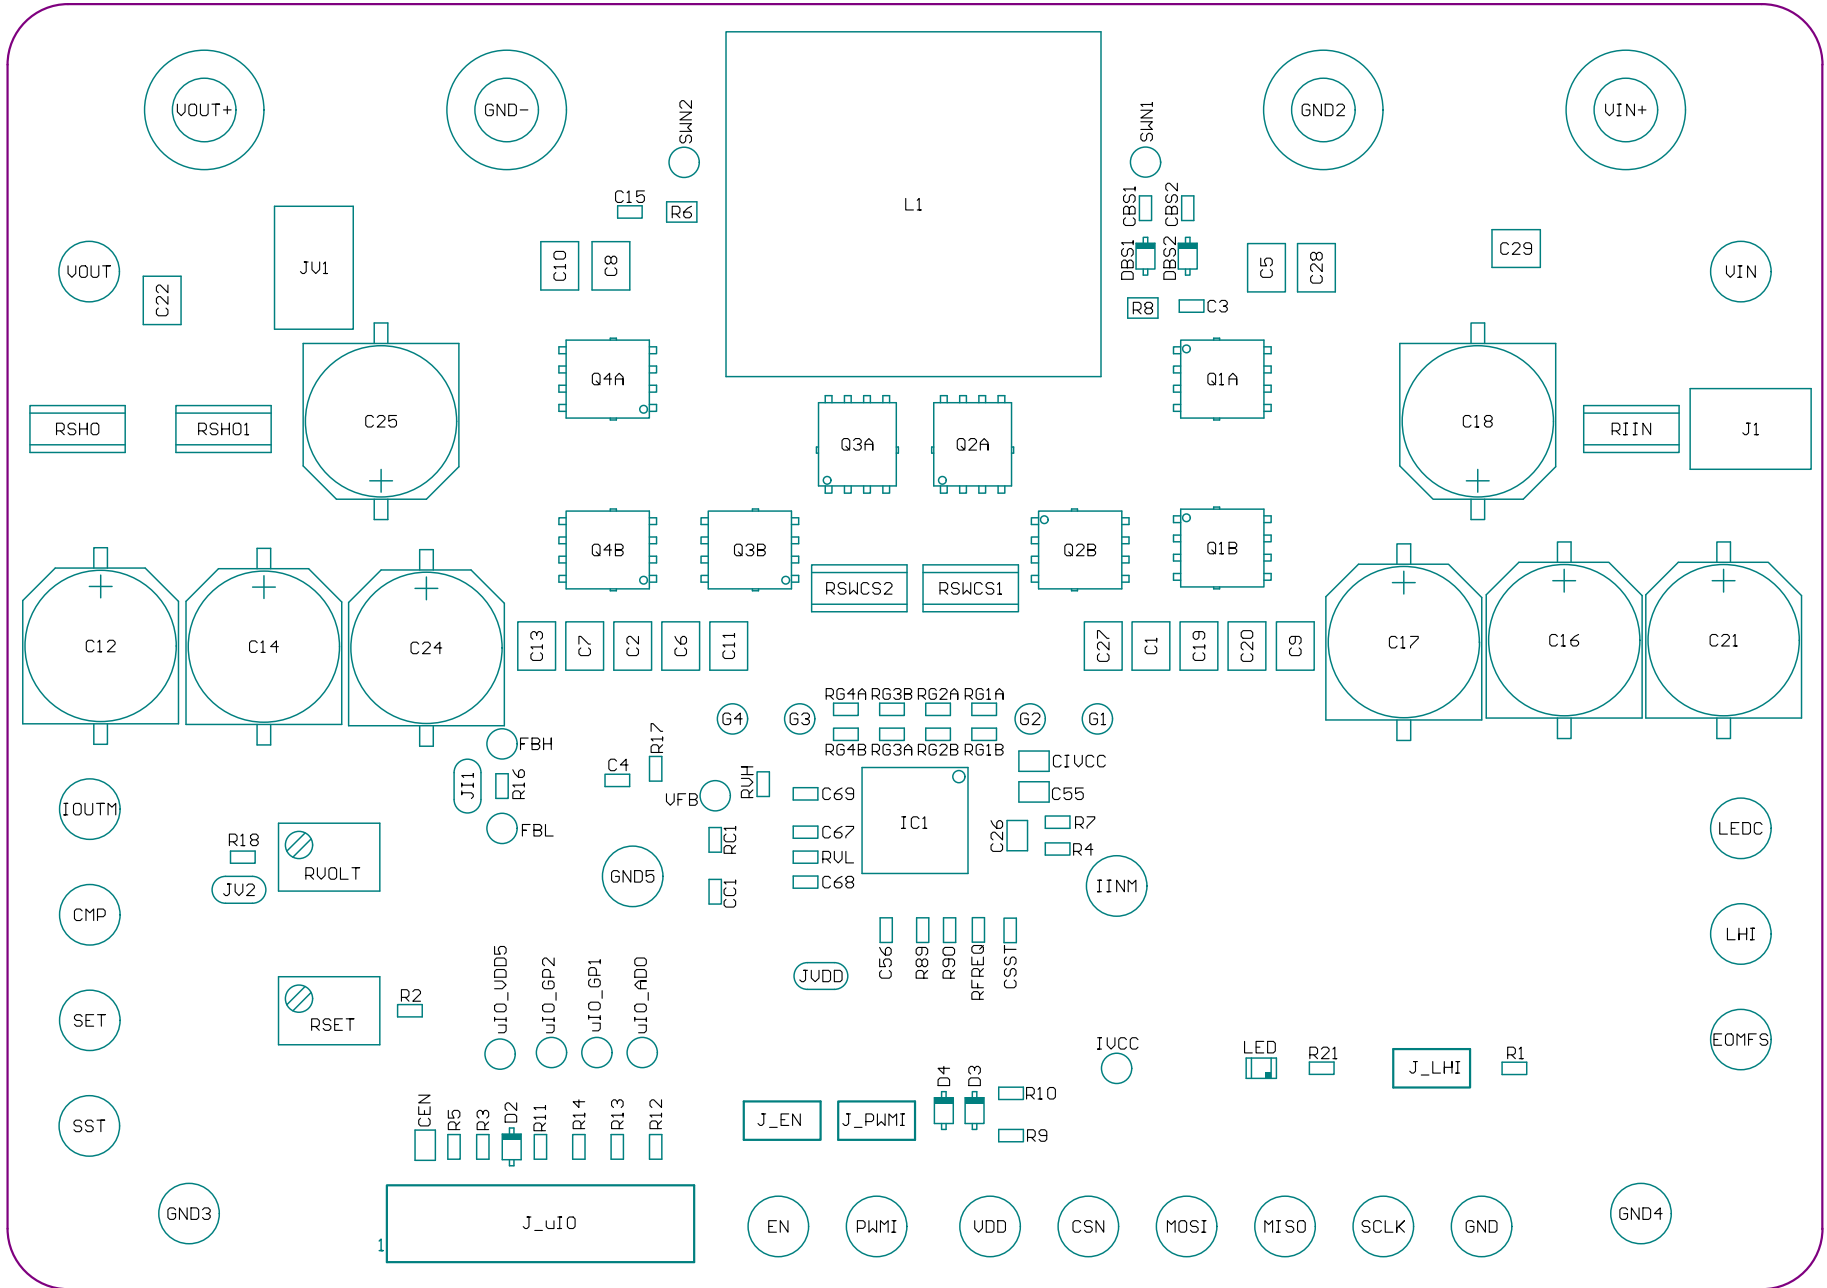 VOUT+
GND-
SWN2
SWN1
GND2
VIN+
C15
R6
L1
CBS1
CBS2
VOUT
C22
JV1
C10
C8
DBS1
DBS2
C5
C28
C29
VIN
R8
C3
Q4A
Q1A
RSHO
RSHO1
C25
Q3A
Q2A
C18
RIIN
J1
Q4B
Q3B
Q2B
Q1B
RSWCS2
RSWCS1
C12
C14
C24
C13
C7
C2
C6
C11
C27
C1
C19
C20
C9
C17
C16
C21
RG4A
RG3B
RG2A
RG1A
G4
G3
G2
G1
RG4B
RG3A
RG2B
RG1B
FBH
R17
CIVCC
JI1
R16
C4
RVH
VFB
C69
C55
IOUTM
FBL
RC1
C67
IC1
C26
R7
LEDC
R18
RVOLT
RVL
R4
JV2
GND5
CC1
C68
IINM
CMP
LHI
C56
R89
R90
RFREQ
CSST
JVDD
uIO_VDD5
uIO_GP2
uIO_GP1
uIO_AD0
SET
RSET
R2
EOMFS
IVCC
LED
R21
J_LHI
R1
SST
CEN
R5
R3
D2
R11
R14
R13
R12
J_EN
J_PWMI
D4
D3
R10
R9
GND3
1
J_uIO
EN
PWMI
VDD
CSN
MOSI
MISO
SCLK
GND
GND4